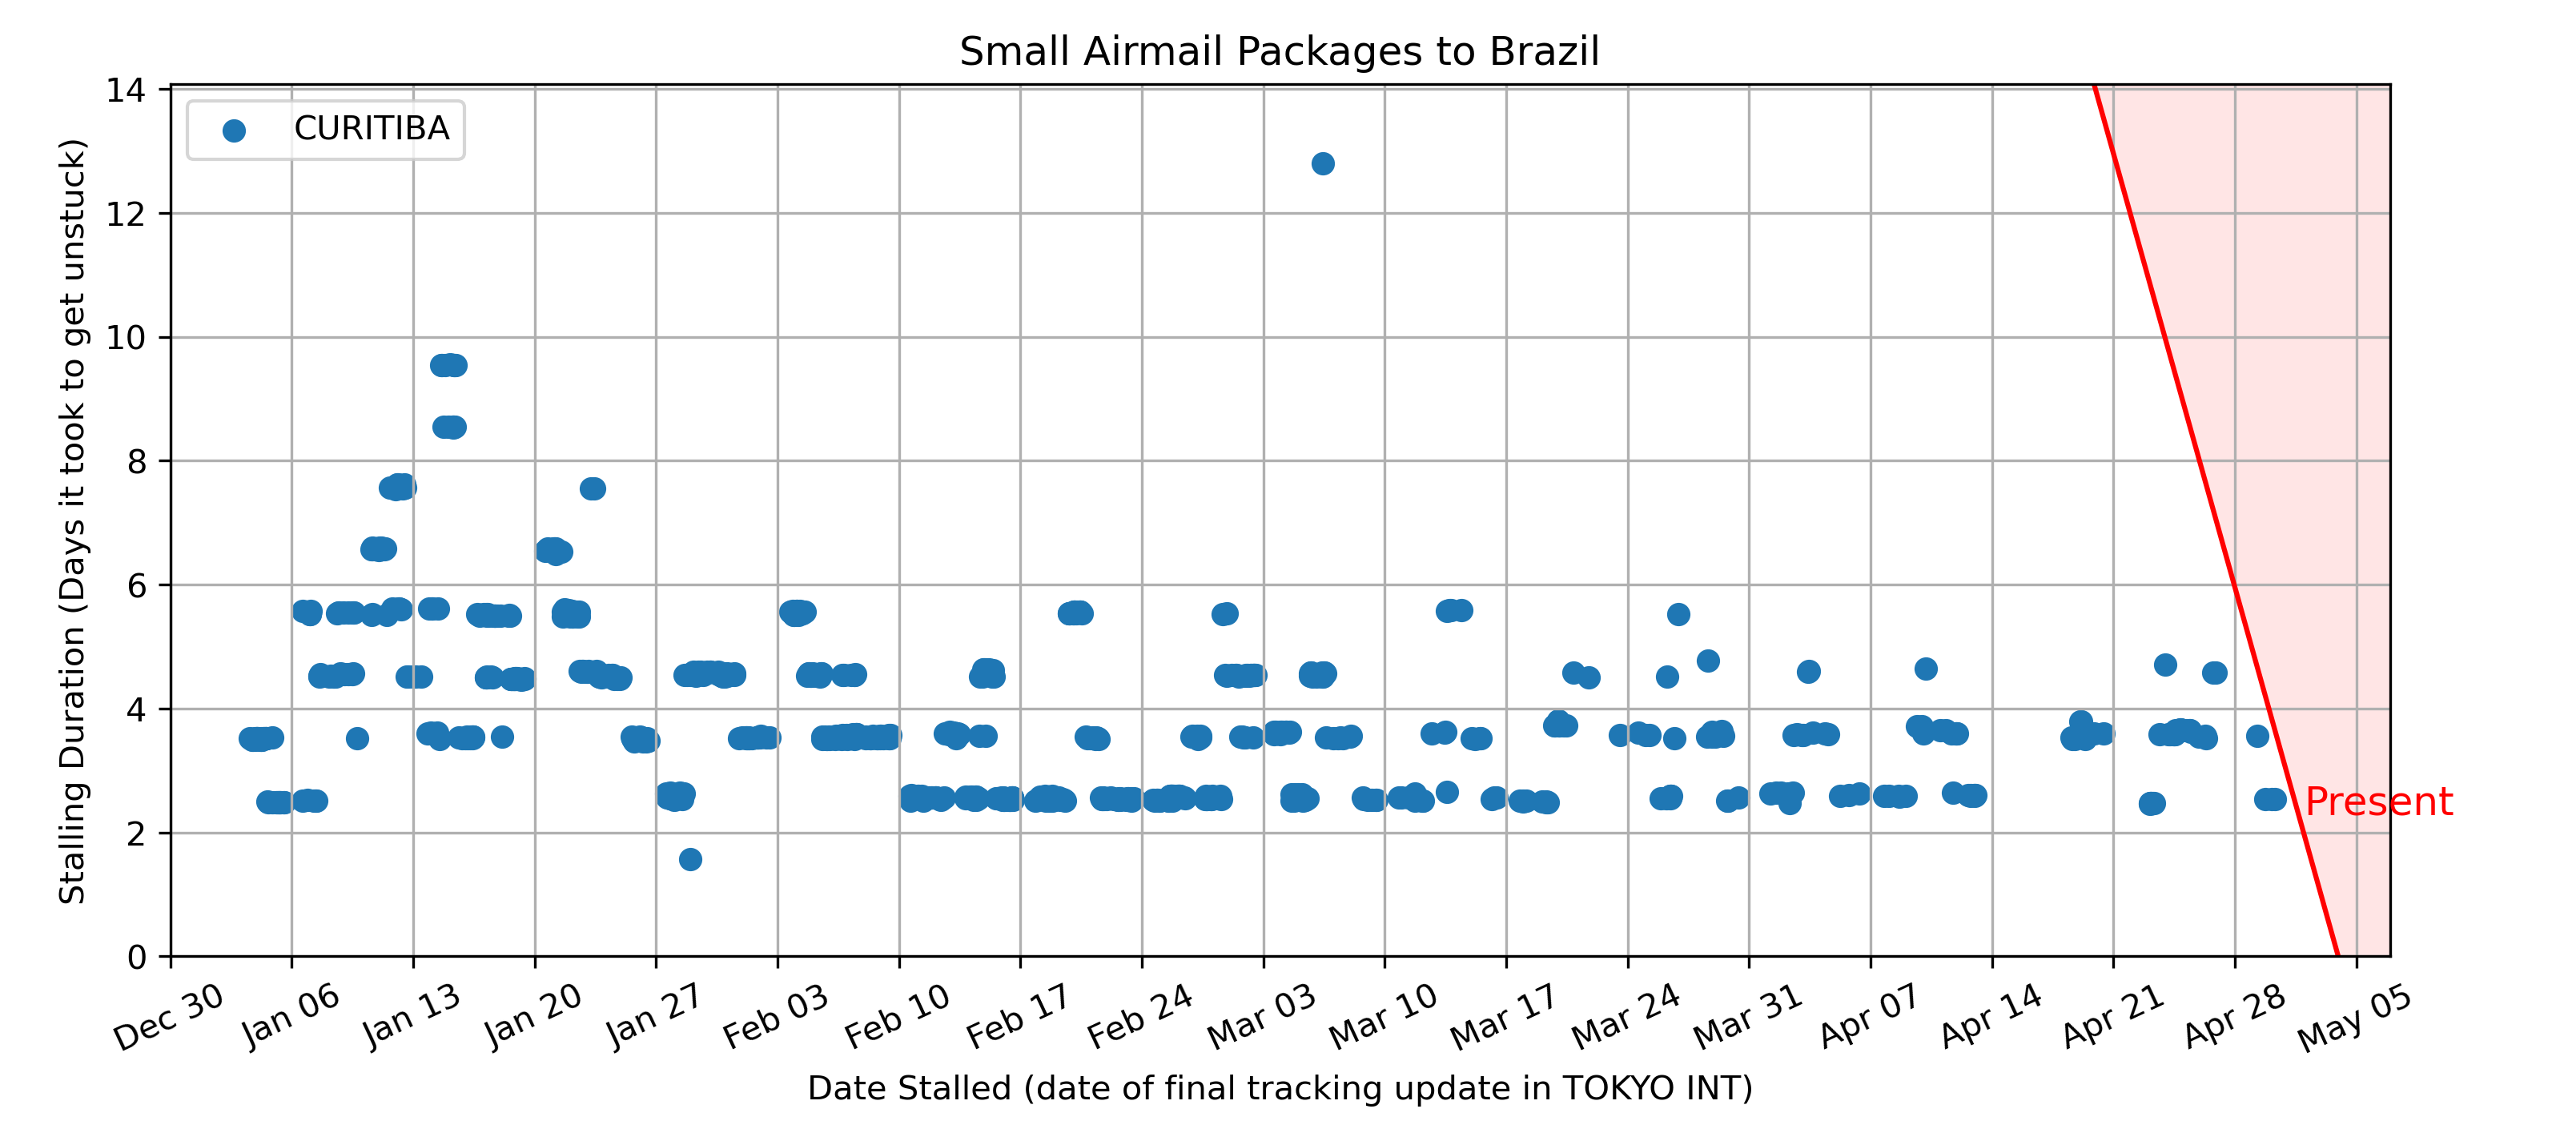 Small Airmail Packages to Brazil
CURITIBA
Stalling Duration (Days it took to get unstuck)
14
12
10
8
6
4
2
0
Present
Dec 30
Jan 06
Jan 13
Jan 20
Jan 27
Feb 03
Feb 10
Feb 17
Feb 24
Mar 03
Mar 10
Mar 17
Mar 24
Mar 31
Apr 07
Apr 14
Apr 21
Apr 28
May 05
Date Stalled (date of final tracking update in TOKYO INT)